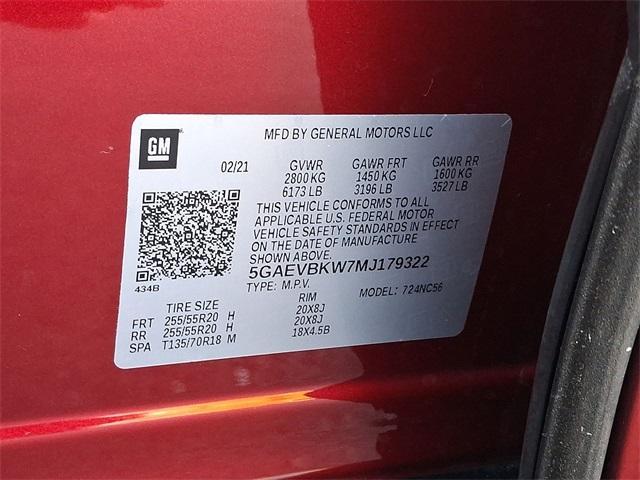 MFD BY GENERAL MOTORS LLC
GM
02/21 GVWR GAWR FRT GAWR RR
2800 KG 1450 KG 1600 KG
6173 LB 3196 LB 3527 LB
THIS VEHICLE CONFORMS TO ALL
APPLICABLE U.S. FEDERAL MOTOR
VEHICLE SAFETY STANDARDS IN EFFECT
ON THE DATE OF MANUFACTURE
SHOWN ABOVE.
434B
5GAEVBKW7MJ179322
TYPE: M.P.V. MODEL: 724NC56
TIRE SIZE RIM
FRT 255/55R20 H 20X8J
RR 255/55R20 H 20X8J
SPA T135/70R18 M 18X4.5B